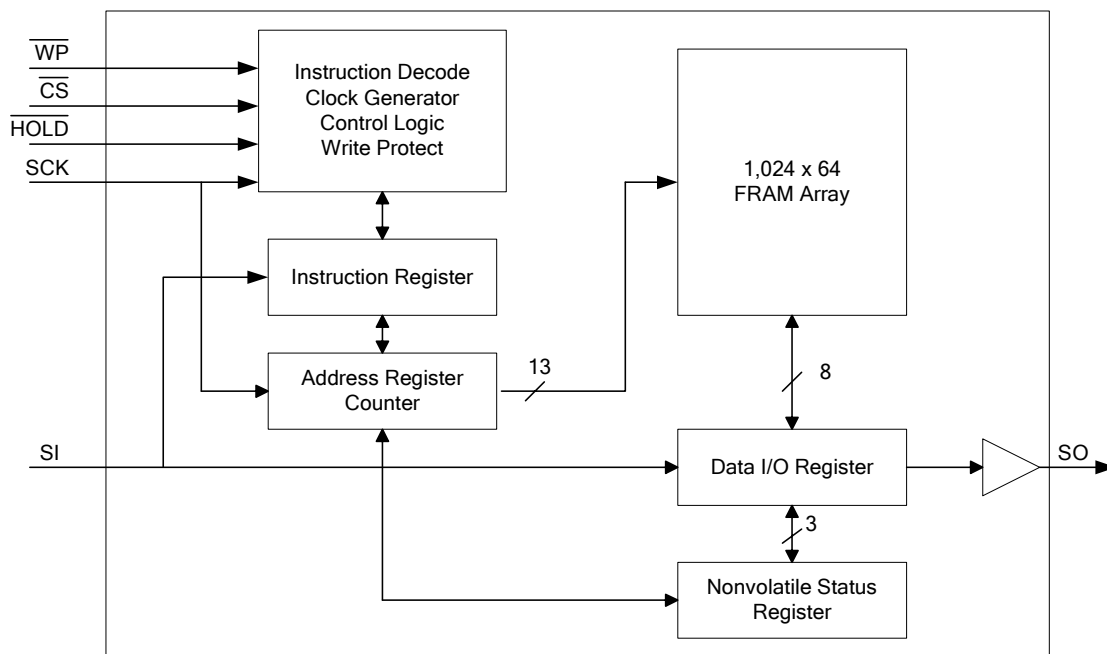 WP
CS
HOLD
SCK
Instruction Decode
Clock Generator
Control Logic
Write Protect
1,024 x 64
FRAM Array
Instruction Register
Address Register
Counter
13
8
SI
Data I/O Register
SO
3
Nonvolatile Status
Register